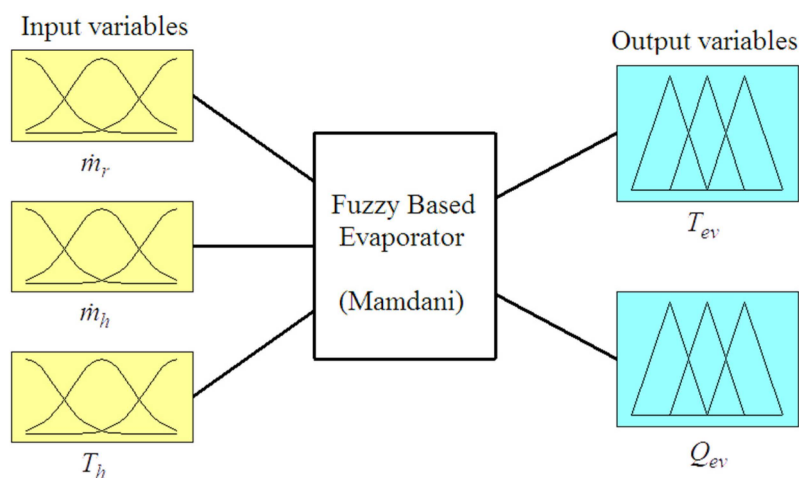 Input variables
ṁr
ṁh
Th
Fuzzy Based
Evaporator
(Mamdani)
Output variables
Tev
Qev